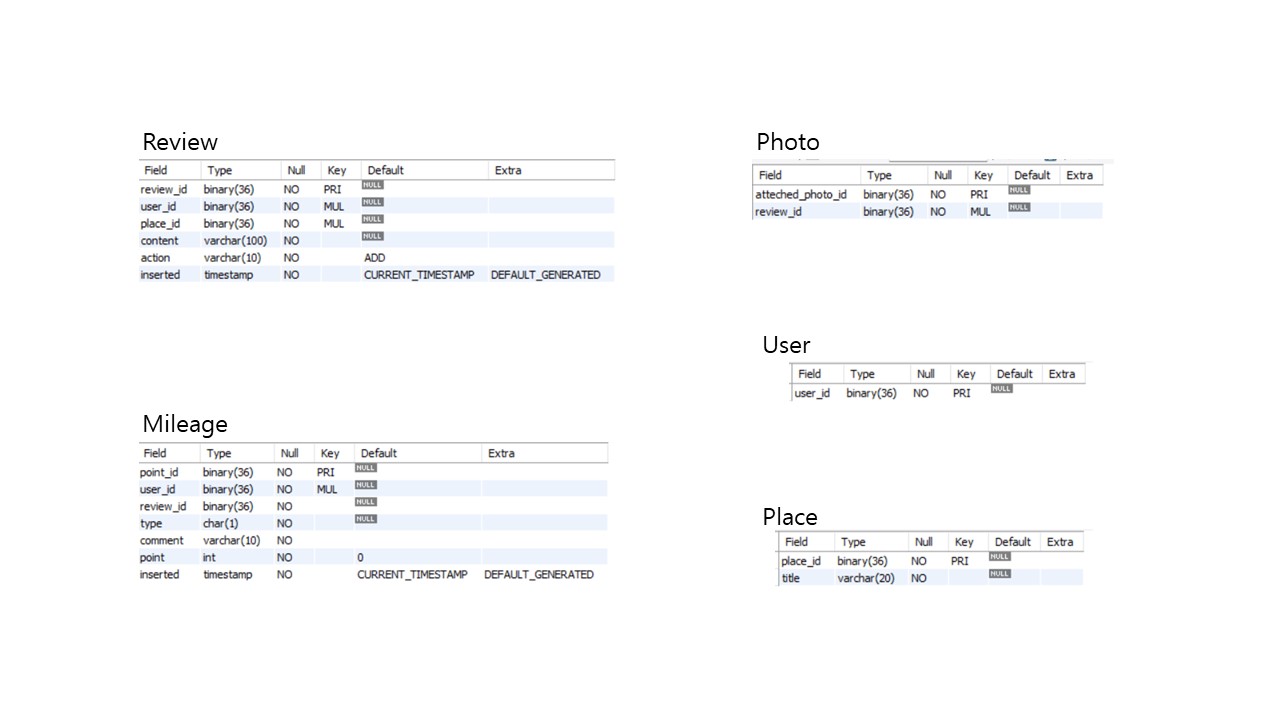 Review
Field Type Null Key Default Extra
review_id binary(36) NO PRI NULL
user_id binary(36) NO MUL NULL
place_id binary(36) NO MUL NULL
content varchar(100) NO NULL
action varchar(10) NO ADD
inserted timestamp NO CURRENT_TIMESTAMP DEFAULT_GENERATED
Mileage
Field Type Null Key Default Extra
point_id binary(36) NO PRI NULL
user_id binary(36) NO MUL NULL
review_id binary(36) NO NULL
type char(1) NO NULL
comment varchar(10) NO
point int NO 0
inserted timestamp NO CURRENT_TIMESTAMP DEFAULT_GENERATED
Photo
Field Type Null Key Default Extra
atteched_photo_id binary(36) NO PRI NULL
review_id binary(36) NO MUL NULL
User
Field Type Null Key Default Extra
user_id binary(36) NO PRI NULL
Place
Field Type Null Key Default Extra
place_id binary(36) NO PRI NULL
title varchar(20) NO NULL